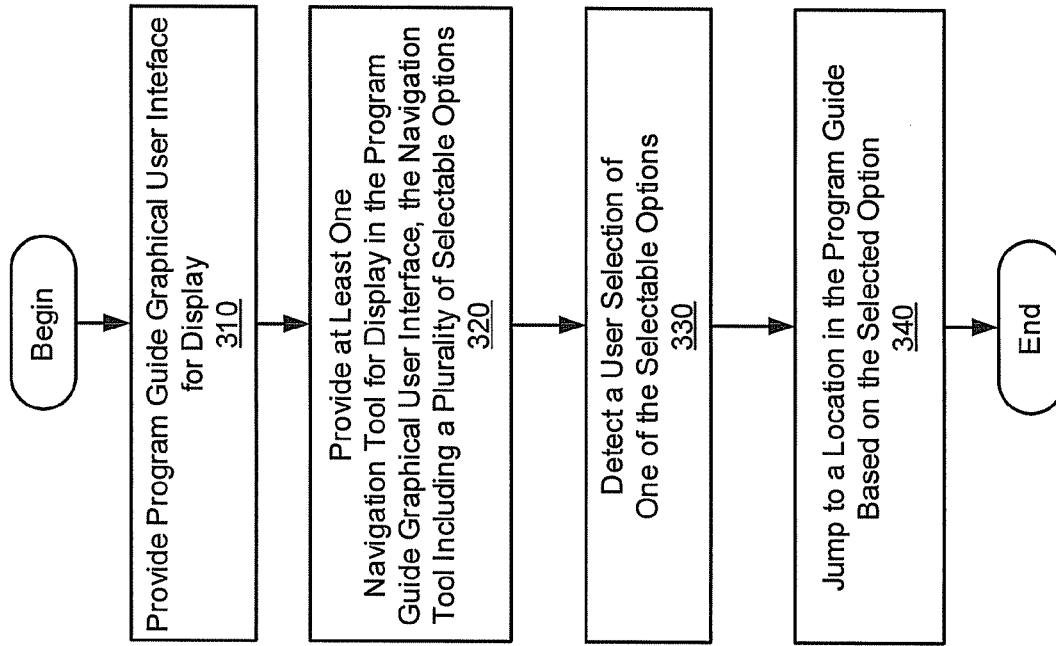 Begin
Provide Program Guide Graphical User Inteface
for Display
310
Provide at Least One
Navigation Tool for Display in the Program
Guide Graphical User Interface, the Navigation
Tool Including a Plurality of Selectable Options
320
Detect a User Selection of
One of the Selectable Options
330
Jump to a Location in the Program Guide
Based on the Selected Option
340
End